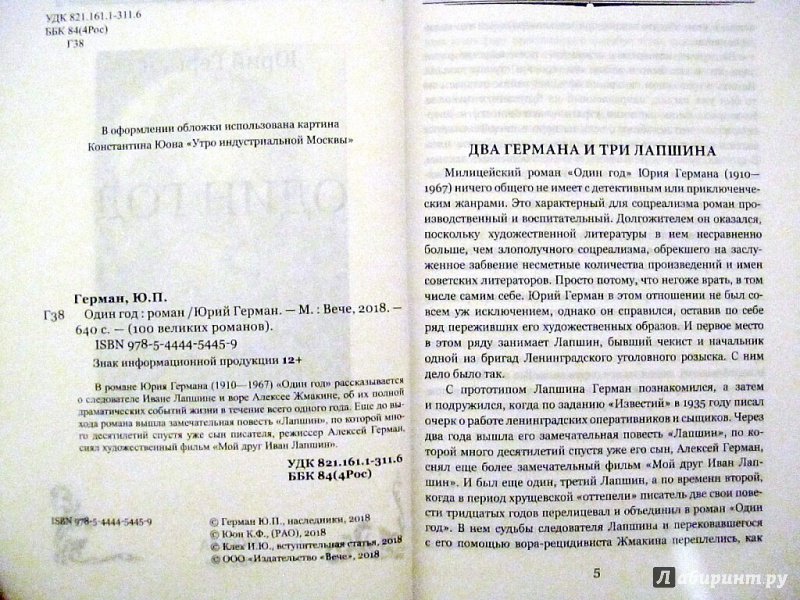 УДК 821.161.1-311.6
ББК 84(4Рос)
Г38
В оформлении обложки использована картина
Константина Юона «Утро индустриальной Москвы»
Герман, Ю.П.
Г38 Один год : роман /Юрий Герман. — М. : Вече, 2018. —
640 с. — (100 великих романов).
ISBN 978-5-4444-5445-9
Знак информационной продукции 12+
В романе Юрия Германа (1910—1967) «Один год» рассказывается
о следователе Иване Лапшине и воре Алексее Жмакине, об их полной
драматических событий жизни в течение всего одного года. Еще до вы-
хода романа вышла замечательная повесть «Лапшин», по которой мно-
го десятилетий спустя уже сын писателя, режиссер Алексей Герман,
снял художественный фильм «Мой друг Иван Лапшин».
УДК 821.161.1-311.6
ББК 84(4Рос)
ISBN 978-5-4444-5445-9
© Герман Ю.П., наследники, 2018
© Юон К.Ф., (РАО), 2018
© Клех И.Ю., вступительная статья, 2018
© ООО «Издательство «Вече», 2018
ДВА ГЕРМАНА И ТРИ ЛАПШИНА
Милицейский роман «Один год» Юрия Германа (1910—
1967) ничего общего не имеет с детективным или приключенче-
ским жанрами. Это характерный для соцреализма роман про-
изводственный и воспитательный. Долгожителем он оказался,
поскольку художественной литературы в нем несравненно
больше, чем злополучного соцреализма, обрекшего на заслу-
женное забвение несметные количества произведений и имен
советских литераторов. Просто потому, что негоже врать, в том
числе самим себе. Юрий Герман в этом отношении не был со-
всем уж исключением, однако он справился, оставив по себе
ряд переживших его художественных образов. И первое место
в этом ряду занимает Лапшин, бывший чекист и начальник
одной из бригад Ленинградского уголовного розыска. С ним
дело было так.
С прототипом Лапшина Герман познакомился, а затем
и подружился, когда по заданию «Известий» в 1935 году писал
очерк о работе ленинградских оперативников и сыщиков. Через
два года вышла его замечательная повесть «Лапшин», по ко-
торой много десятилетий спустя уже его сын, Алексей Герман,
снял еще более замечательный фильм «Мой друг Иван Лап-
шин». И был еще один, третий Лапшин, а по времени второй,
когда в период хрущевской «оттепели» писатель две свои пове-
сти тридцатых годов перелицевал и объединил в роман «Один
год». В нем судьбы следователя Лапшина и перековавшегося
с его помощью вора-рецидивиста Жмакина переплелись, как
5
Лабиринт.ру